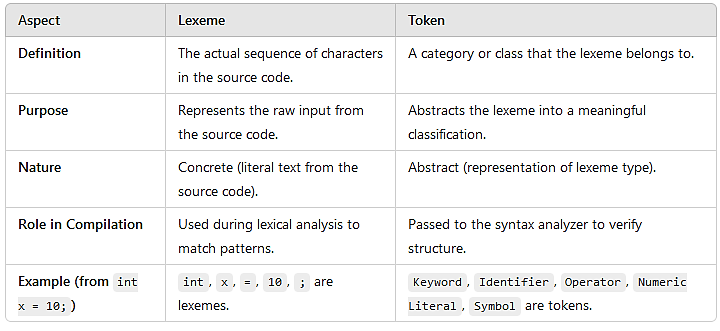 Aspect Lexeme Token
Definition The actual sequence of characters A category or class that the lexeme belongs to.
in the source code.
Purpose Represents the raw input from Abstracts the lexeme into a meaningful
the source code. classification.
Nature Concrete (literal text from the Abstract (representation of lexeme type).
source code).
Role in Compilation Used during lexical analysis to Passed to the syntax analyzer to verify
match patterns. structure.
Example (from int int, x, =, 10, ; are Keyword, Identifier, Operator, Numeric
x = 10;) lexemes. Literal, Symbol are tokens.